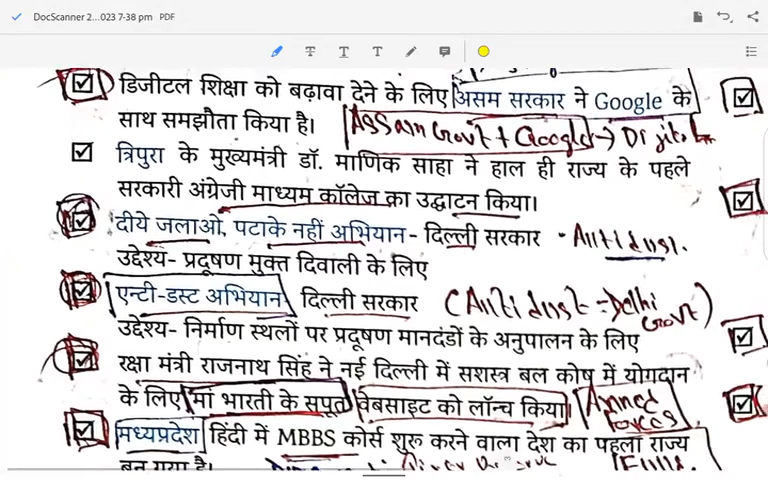 DocScanner 2...023 7-38 pm PDF
डिजीटल शिक्षा को बढ़ावा देने के लिए असम सरकार ने Google के
साथ समझौता किया है। Assam Govt + Google → Digital
त्रिपुरा के मुख्यमंत्री डॉ. माणिक साहा ने हाल ही राज्य के पहले
सरकारी अंग्रेजी माध्यम कॉलेज का उद्घाटन किया।
दीये जलाओ, पटाके नहीं अभियान- दिल्ली सरकार
उद्देश्य- प्रदूषण मुक्त दिवाली के लिए
एन्टी-डस्ट अभियान दिल्ली सरकार (Anti dust - Delhi Govt)
उद्देश्य- निर्माण स्थलों पर प्रदूषण मानदंडों के अनुपालन के लिए
रक्षा मंत्री राजनाथ सिंह ने नई दिल्ली में सशस्त्र बल कोष में योगदान
के लिए मां भारती के सपूत वेबसाइट को लॉन्च किया। Armed Forces
मध्यप्रदेश हिंदी में MBBS कोर्स शुरू करने वाला देश का पहला राज्य
बन गया है।